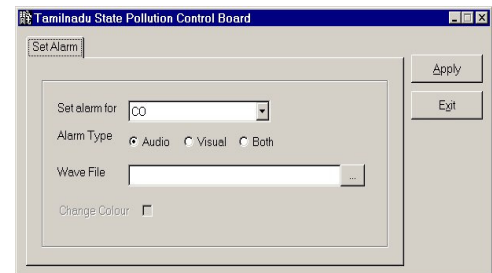 Tamilnadu State Pollution Control Board
Set Alarm
Apply
Exit
Set alarm for CO
Alarm Type Audio Visual Both
Wave File ...
Change Colour